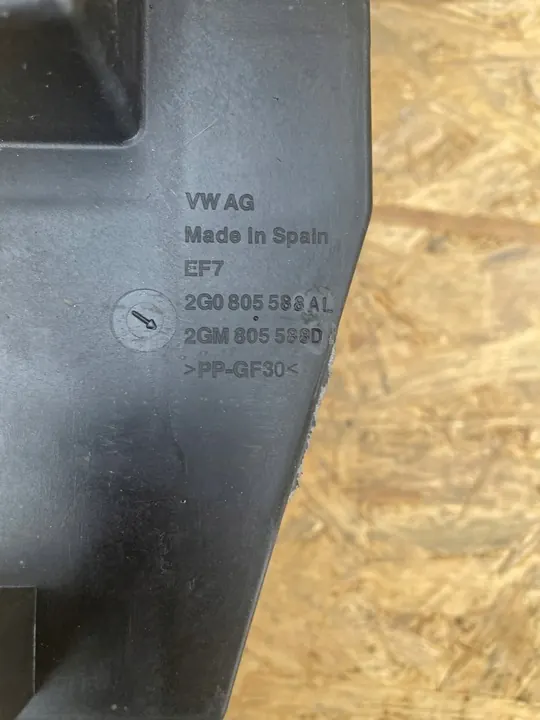 VW AG
Made in Spain
EF7
2G0 805 588 AL
2GM 805 588D
>PP-GF30<